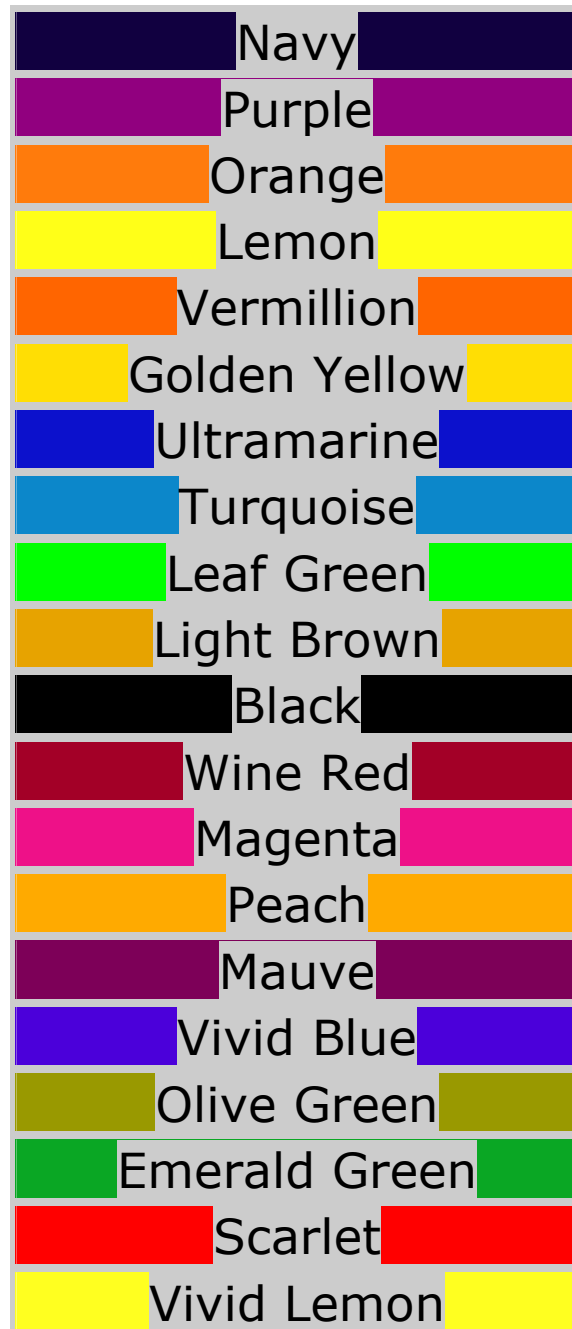 Navy
Purple
Orange
Lemon
Vermillion
Golden Yellow
Ultramarine
Turquoise
Leaf Green
Light Brown
Black
Wine Red
Magenta
Peach
Mauve
Vivid Blue
Olive Green
Emerald Green
Scarlet
Vivid Lemon